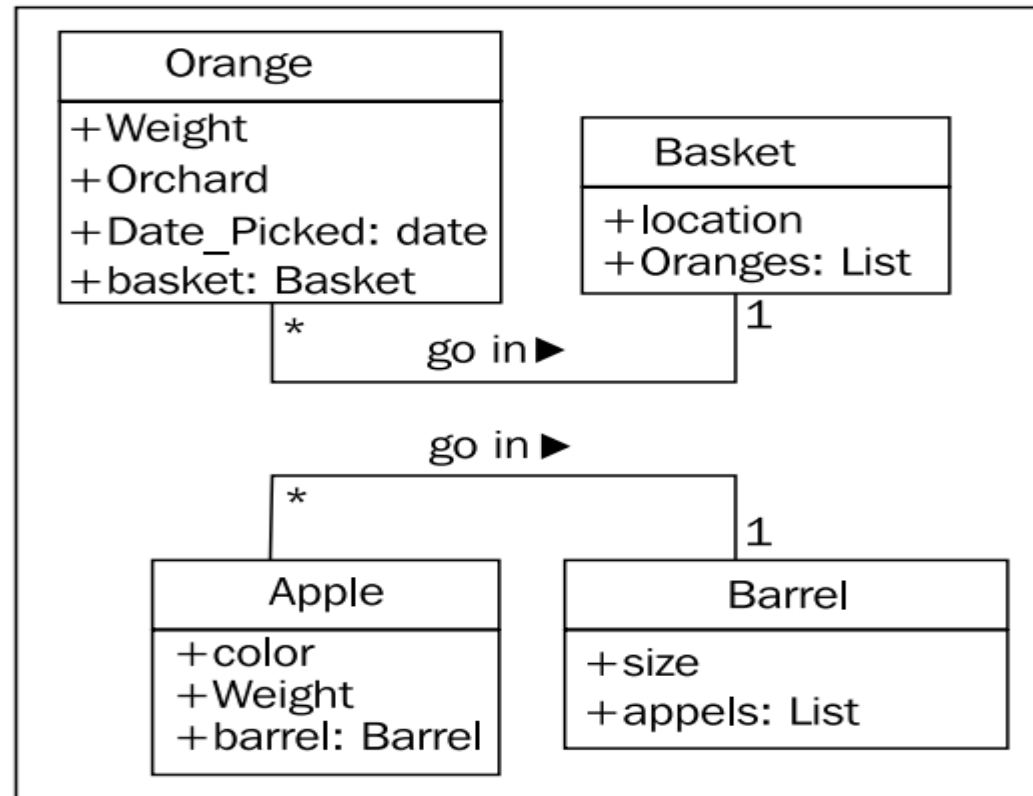 Orange
+Weight
+Orchard
+Date_Picked: date
+basket: Basket
Basket
+location
+Oranges: List
*
1
go in►
go in►
*
1
Apple
+color
+Weight
+barrel: Barrel
Barrel
+size
+appels: List